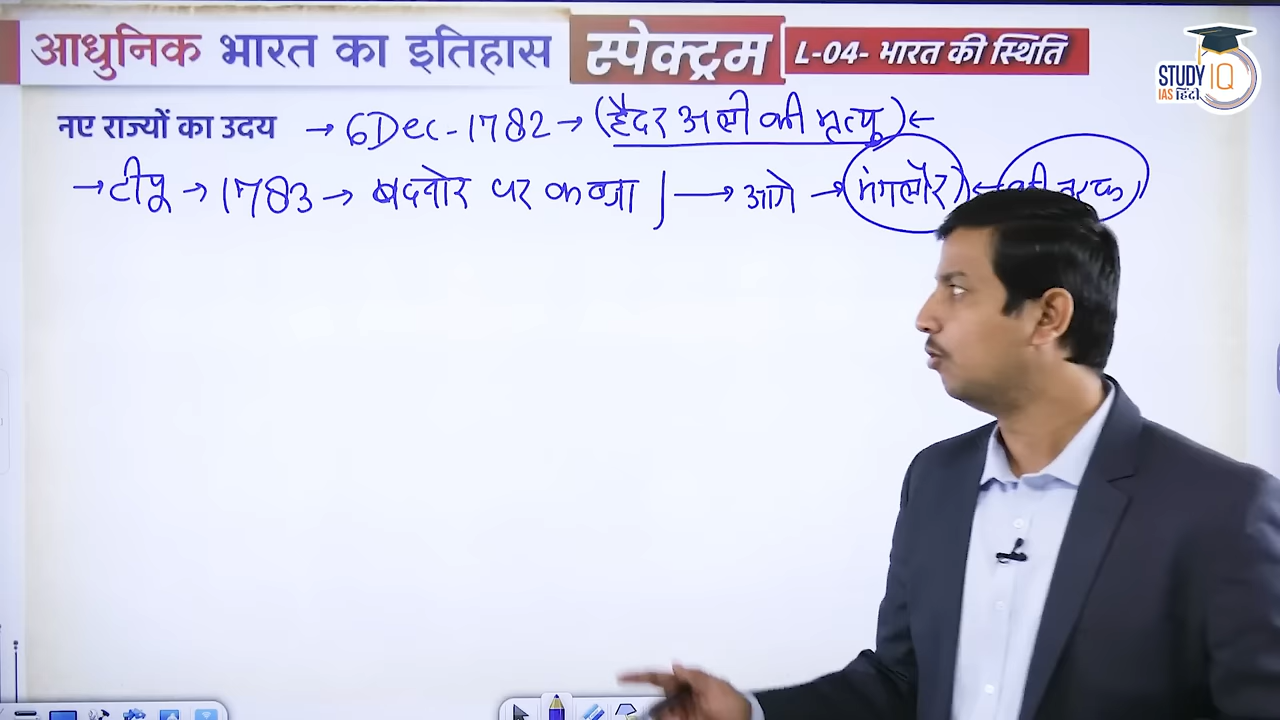 आधुनिक भारत का इतिहास स्पेक्ट्रम L-04- भारत की स्थिति
STUDY IQ
IAS हिंदी
नए राज्यों का उदय → 6 Dec - 1782 → (हैदर अली की मृत्यु) ←
→ टीपू → 1783 → बदनोर पर कब्जा → आगे → मंगलौर) ← की तरफ